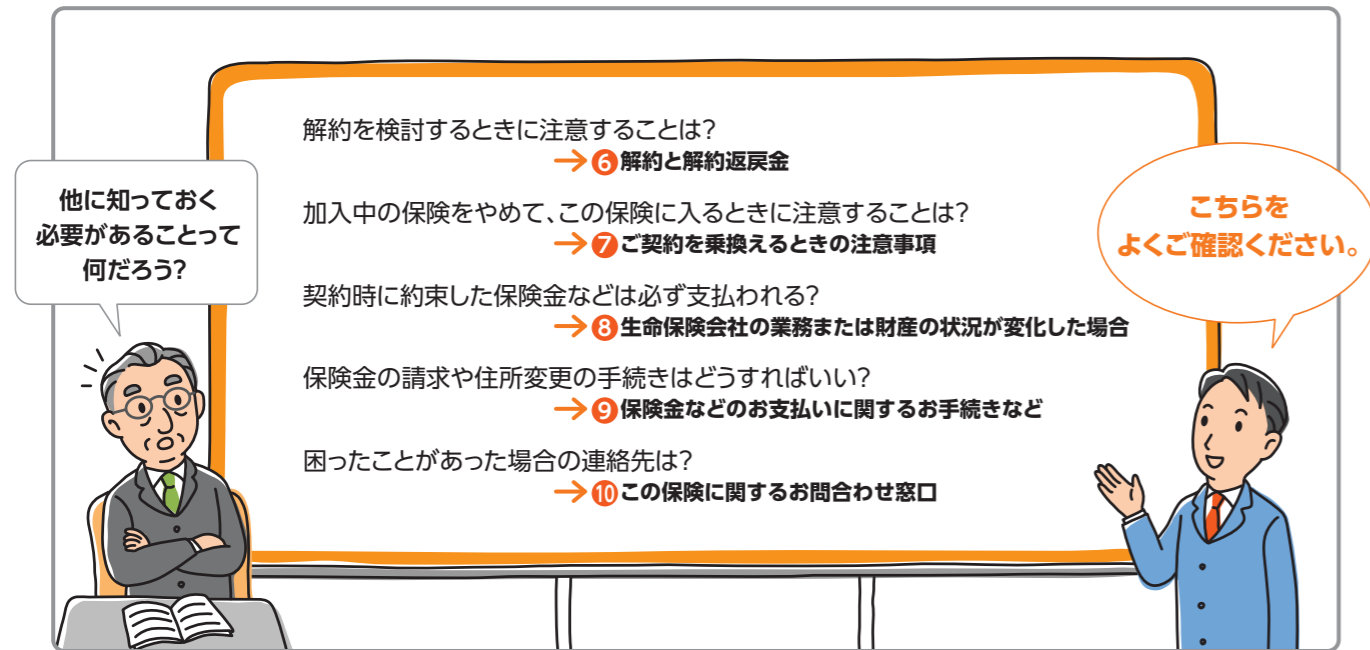 解約を検討するときに注意することは?
→❻解約と解約返戻金
加入中の保険をやめて、この保険に入るときに注意することは?
→❼ご契約を乗換えるときの注意事項
契約時に約束した保険金などは必ず支払われる?
→❽生命保険会社の業務または財産の状況が変化した場合
保険金の請求や住所変更の手続きはどうすればいい?
→❾保険金などのお支払いに関するお手続きなど
困ったことがあった場合の連絡先は?
→❿この保険に関するお問合わせ窓口
他に知っておく
必要があることって
何だろう?
こちらを
よくご確認ください。